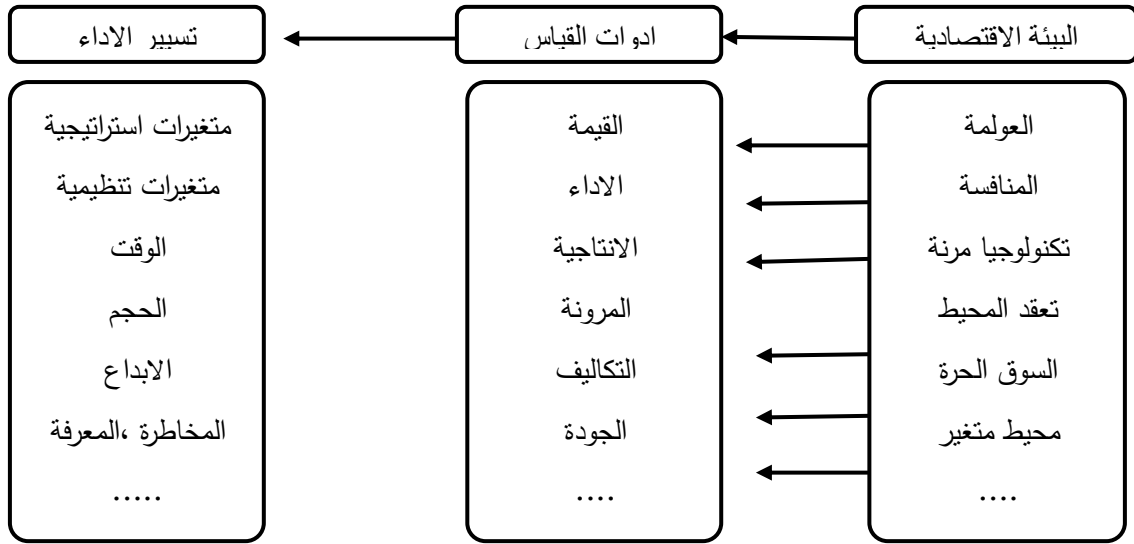 البيئة الاقتصادية
ادوات القياس
تسيير الاداء
العولمة
المنافسة
تكنولوجيا مرنة
تعقد المحيط
السوق الحرة
محيط متغير
....
القيمة
الاداء
الانتاجية
المرونة
التكاليف
الجودة
....
متغيرات استراتيجية
متغيرات تنظيمية
الوقت
الحجم
الابداع
المخاطرة ،المعرفة
.....